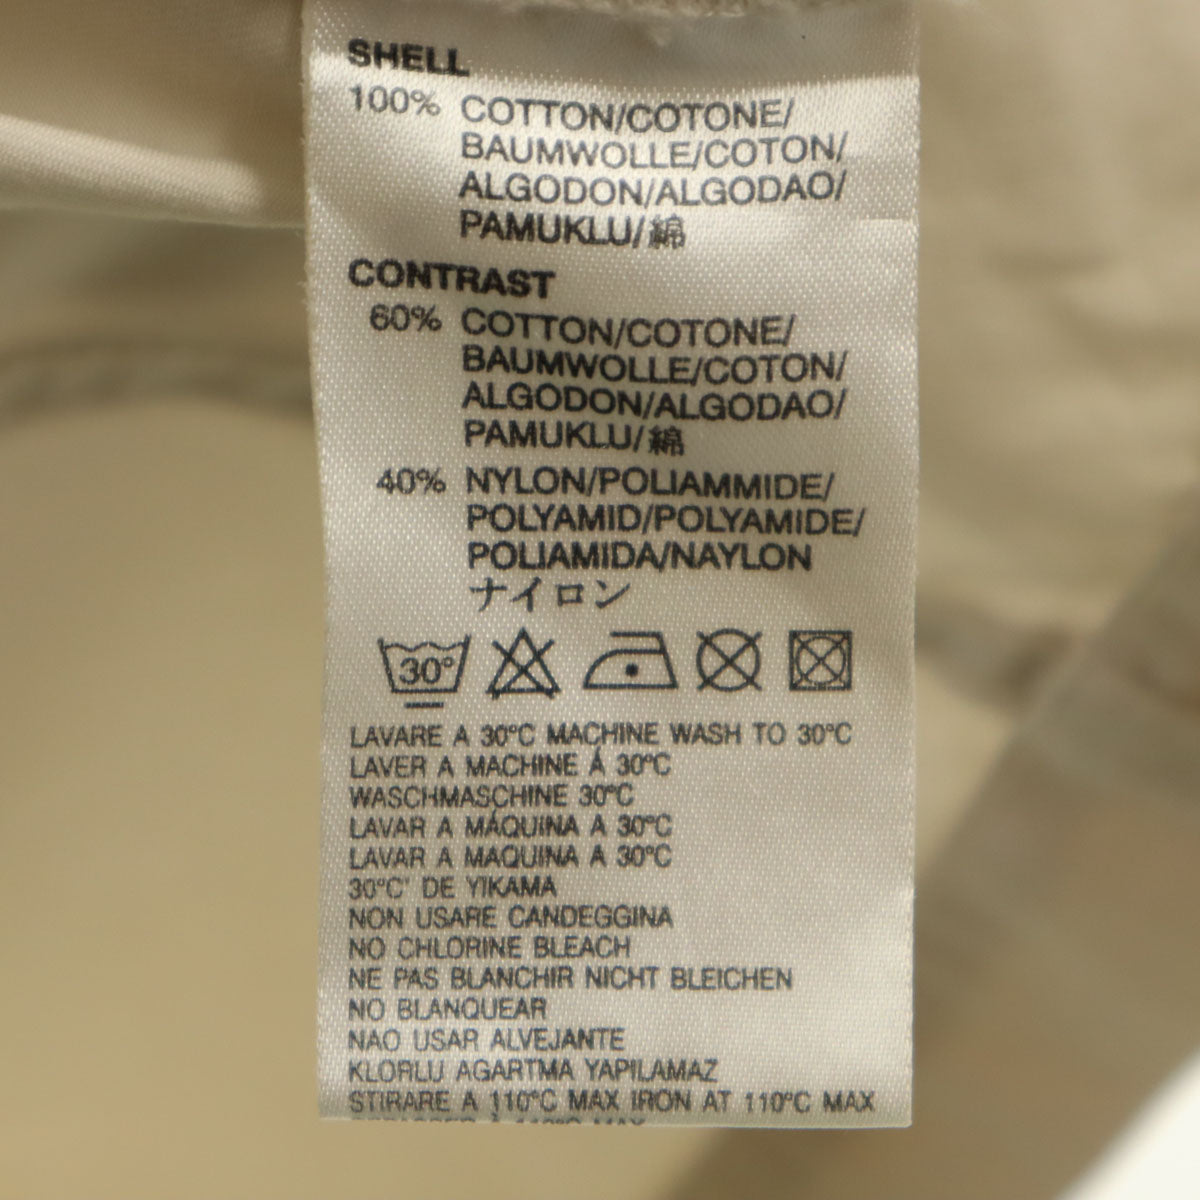 SHELL
100% COTTON/COTONE/
BAUMWOLLE/COTON/
ALGODON/ALGODAO/
PAMUKLU/綿
CONTRAST
60% COTTON/COTONE/
BAUMWOLLE/COTON/
ALGODON/ALGODAO/
PAMUKLU/綿
40% NYLON/POLIAMMIDE/
POLYAMID/POLYAMIDE/
POLIAMIDA/NAYLON
ナイロン
30°
LAVARE A 30°C MACHINE WASH TO 30°C
LAVER A MACHINE Á 30°C
WASCHMASCHINE 30°C
LAVAR A MÁQUINA A 30°C
LAVAR A MAQUINA A 30°C
30°C' DE YIKAMA
NON USARE CANDEGGINA
NO CHLORINE BLEACH
NE PAS BLANCHIR NICHT BLEICHEN
NO BLANQUEAR
NAO USAR ALVEJANTE
KLORLU AGARTMA YAPILAMAZ
STIRARE A 110°C MAX IRON AT 110°C MAX